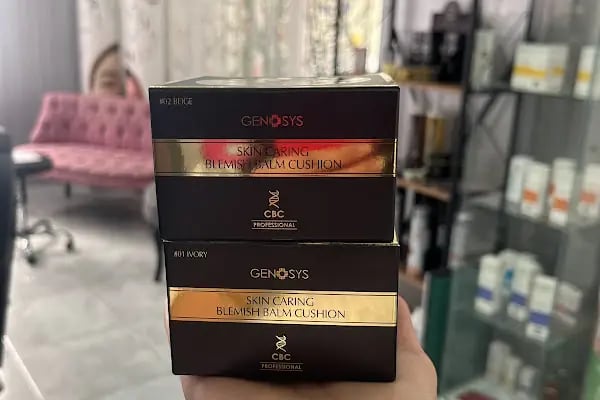 #02 BEIGE
GENOSYS
SKIN CARING
BLEMISH BALM CUSHION
CBC
PROFESSIONAL
#01 IVORY
GENOSYS
SKIN CARING
BLEMISH BALM CUSHION
CBC
PROFESSIONAL